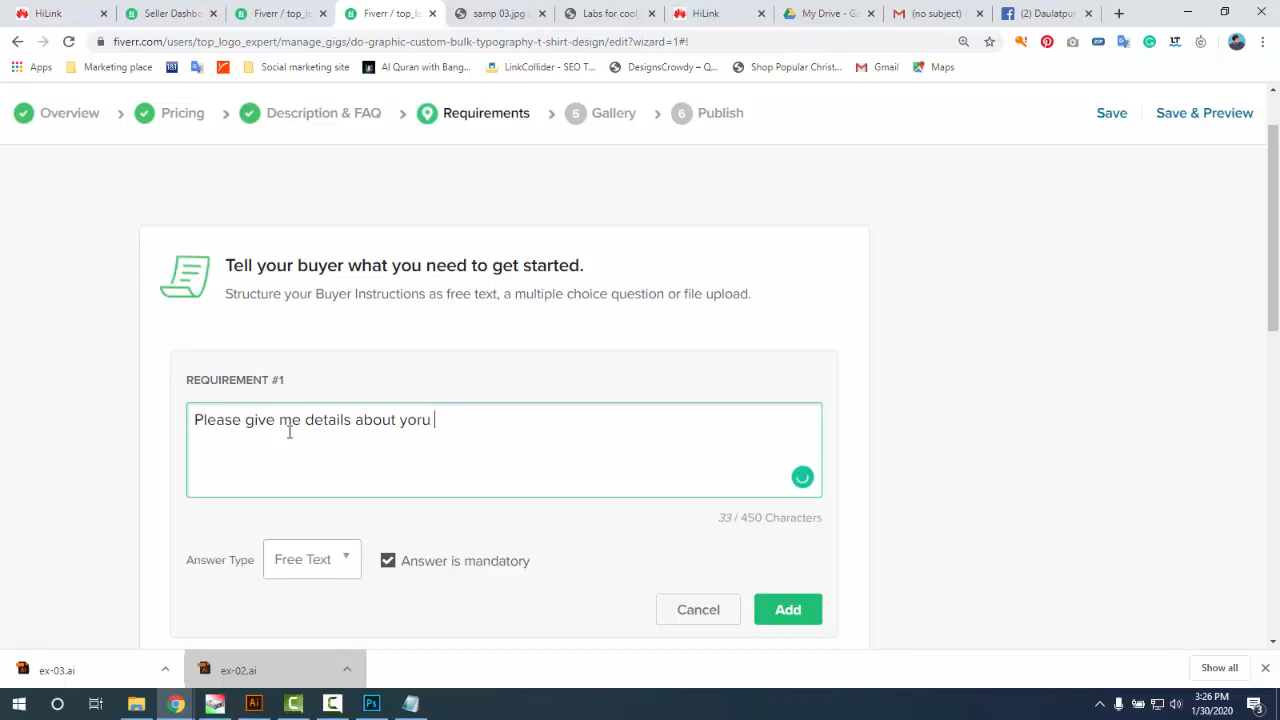 HiLink
Seller Dashboard
Fiverr / top_lo
Fiverr / top_lo
samp 03.jpg
Labs for cool
HiLink
My Drive - Go
(no subject)
(2) Daulatpur
fiverr.com/users/top_logo_expert/manage_gigs/do-graphic-custom-bulk-typography-t-shirt-design/edit?wizard=1#!
Apps
Marketing place
Social marketing site
Al Quran with Bang...
LinkCollider - SEO T...
DesignsCrowdy – Q...
Shop Popular Christ...
Gmail
Maps
Overview
Pricing
Description & FAQ
Requirements
5 Gallery
6 Publish
Save
Save & Preview
Tell your buyer what you need to get started.
Structure your Buyer Instructions as free text, a multiple choice question or file upload.
REQUIREMENT #1
Please give me details about yoru
33 / 450 Characters
Answer Type
Free Text
Answer is mandatory
Cancel
Add
ex-03.ai
ex-02.ai
Show all
3:26 PM
1/30/2020